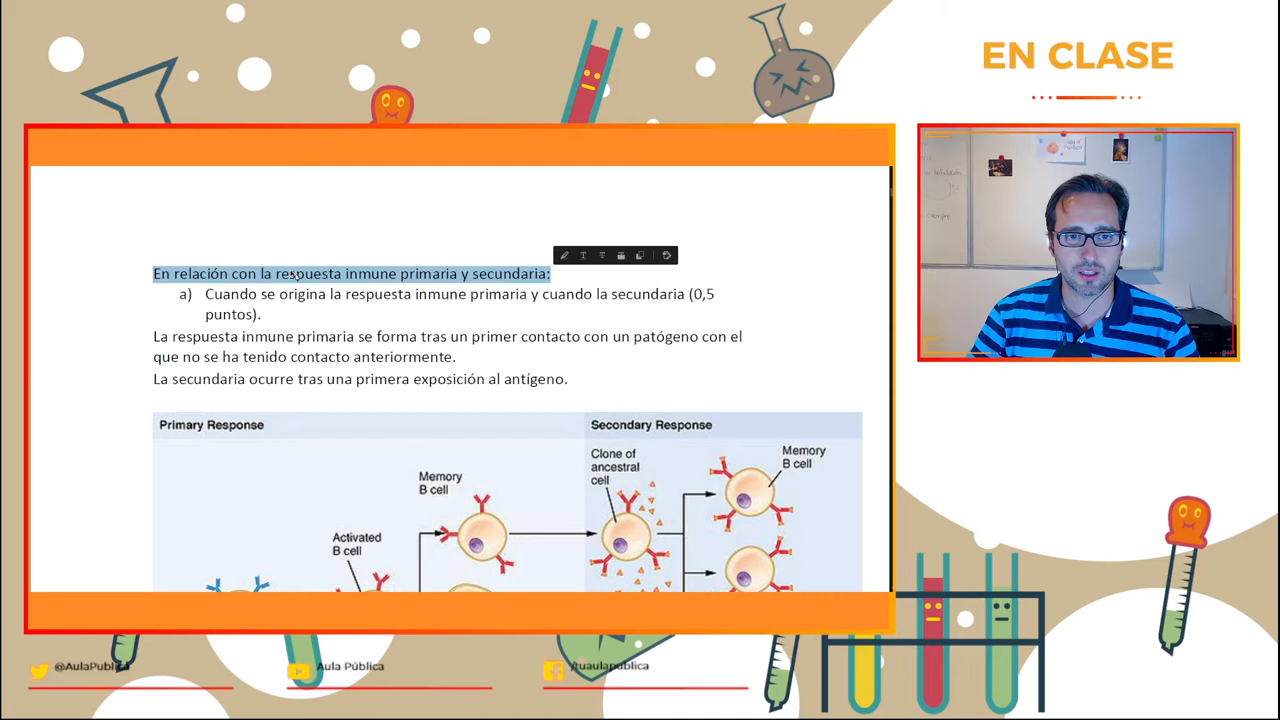 EN CLASE
En relación con la respuesta inmune primaria y secundaria:
a) Cuando se origina la respuesta inmune primaria y cuando la secundaria (0,5
puntos).
La respuesta inmune primaria se forma tras un primer contacto con un patógeno con el
que no se ha tenido contacto anteriormente.
La secundaria ocurre tras una primera exposición al antígeno.
Primary Response
Secondary Response
Clone of
ancestral
cell
Memory
B cell
Memory
B cell
Activated
B cell
@AulaPublica
Aula Pública
/tuaulapublica